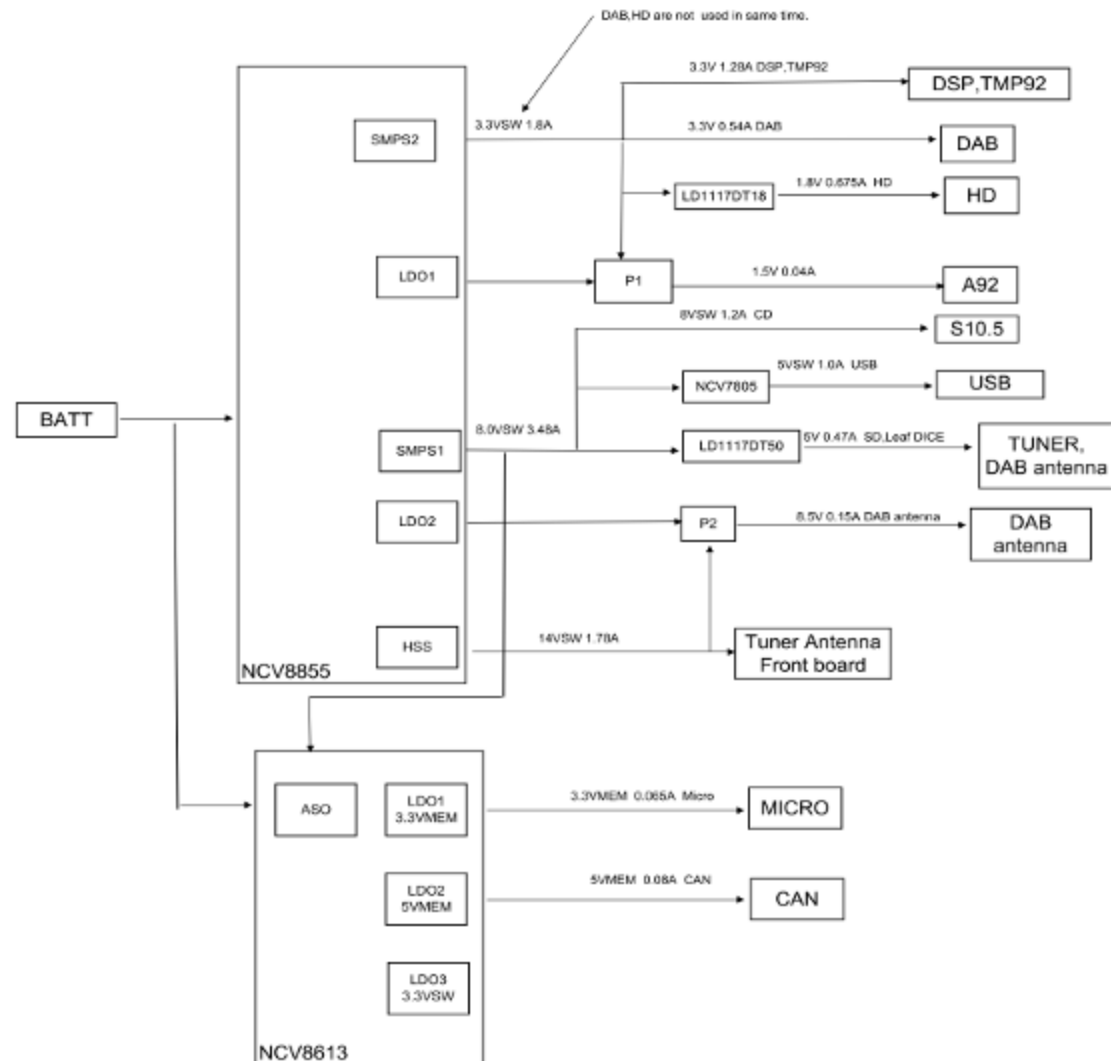 DAB,HD are not used in same time.
3.3V 1.28A DSP,TMP92
DSP,TMP92
SMPS2
3.3VSW 1.8A
3.3V 0.54A DAB
DAB
LD1117DT18
1.8V 0.675A HD
HD
LDO1
P1
1.5V 0.04A
A92
8VSW 1.2A CD
S10.5
NCV7805
5VSW 1.0A USB
USB
BATT
8.0VSW 3.48A
SMPS1
LD1117DT50
5V 0.47A SD,Leaf DICE
TUNER,
DAB antenna
LDO2
P2
8.5V 0.15A DAB antenna
DAB
antenna
HSS
14VSW 1.78A
Tuner Antenna
Front board
NCV8855
ASO
LDO1
3.3VMEM
3.3VMEM 0.065A Micro
MICRO
LDO2
5VMEM
5VMEM 0.08A CAN
CAN
LDO3
3.3VSW
NCV8613